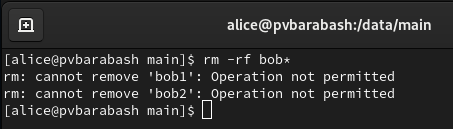 alice@pvbarabash:/data/main
[alice@pvbarabash main]$ rm -rf bob*
rm: cannot remove 'bob1': Operation not permitted
rm: cannot remove 'bob2': Operation not permitted
[alice@pvbarabash main]$